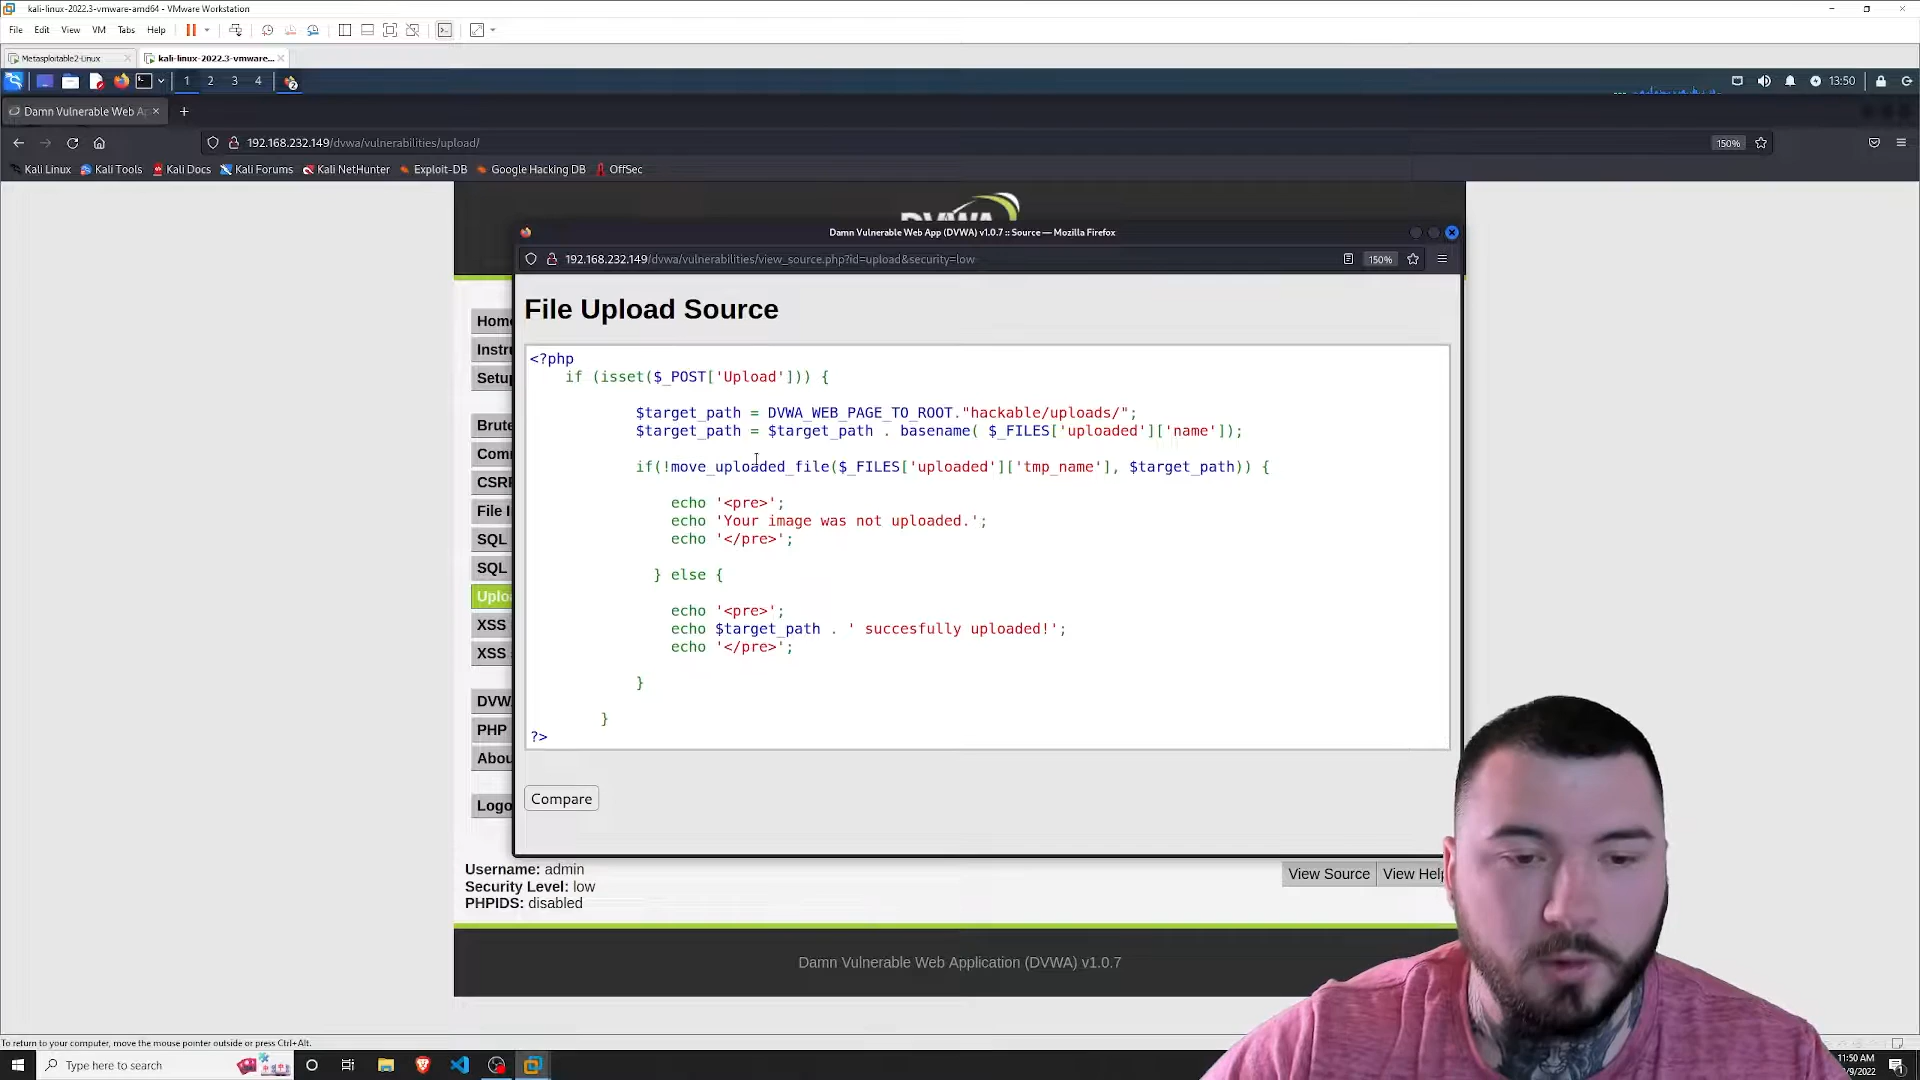 kali-linux-2022.3-vmware-amd64 - VMware Workstation
File Edit View VM Tabs Help
Metasploitable2-Linux
kali-linux-2022.3-vmware...
1 2 3 4
13:50
Damn Vulnerable Web Ap
192.168.232.149/dvwa/vulnerabilities/upload/
150%
Kali Linux Kali Tools Kali Docs Kali Forums Kali NetHunter Exploit-DB Google Hacking DB OffSec
DVWA
Damn Vulnerable Web App (DVWA) v1.0.7 :: Source — Mozilla Firefox
192.168.232.149/dvwa/vulnerabilities/view_source.php?id=upload&security=low
150%
File Upload Source
<?php
if (isset($_POST['Upload'])) {
$target_path = DVWA_WEB_PAGE_TO_ROOT."hackable/uploads/";
$target_path = $target_path . basename( $_FILES['uploaded']['name']);
if(!move_uploaded_file($_FILES['uploaded']['tmp_name'], $target_path)) {
echo '<pre>';
echo 'Your image was not uploaded.';
echo '</pre>';
} else {
echo '<pre>';
echo $target_path . ' succesfully uploaded!';
echo '</pre>';
}
}
?>
Compare
Home
Instr
Setup
Brute
Com
CSRF
File I
SQL
SQL
Uploa
XSS
XSS
DVWA
PHP
Abou
Logo
Username: admin
Security Level: low
PHPIDS: disabled
View Source
View Help
Damn Vulnerable Web Application (DVWA) v1.0.7
To return to your computer, move the mouse pointer outside or press Ctrl+Alt.
Type here to search
11:50 AM
/9/2022